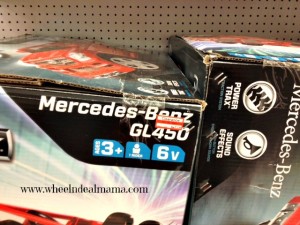 Mercedes-Benz
GL450
3+
6V
www.wheelndealmama.com
POWER
TRAX
SOUND
EFFECTS
Mercedes-Benz